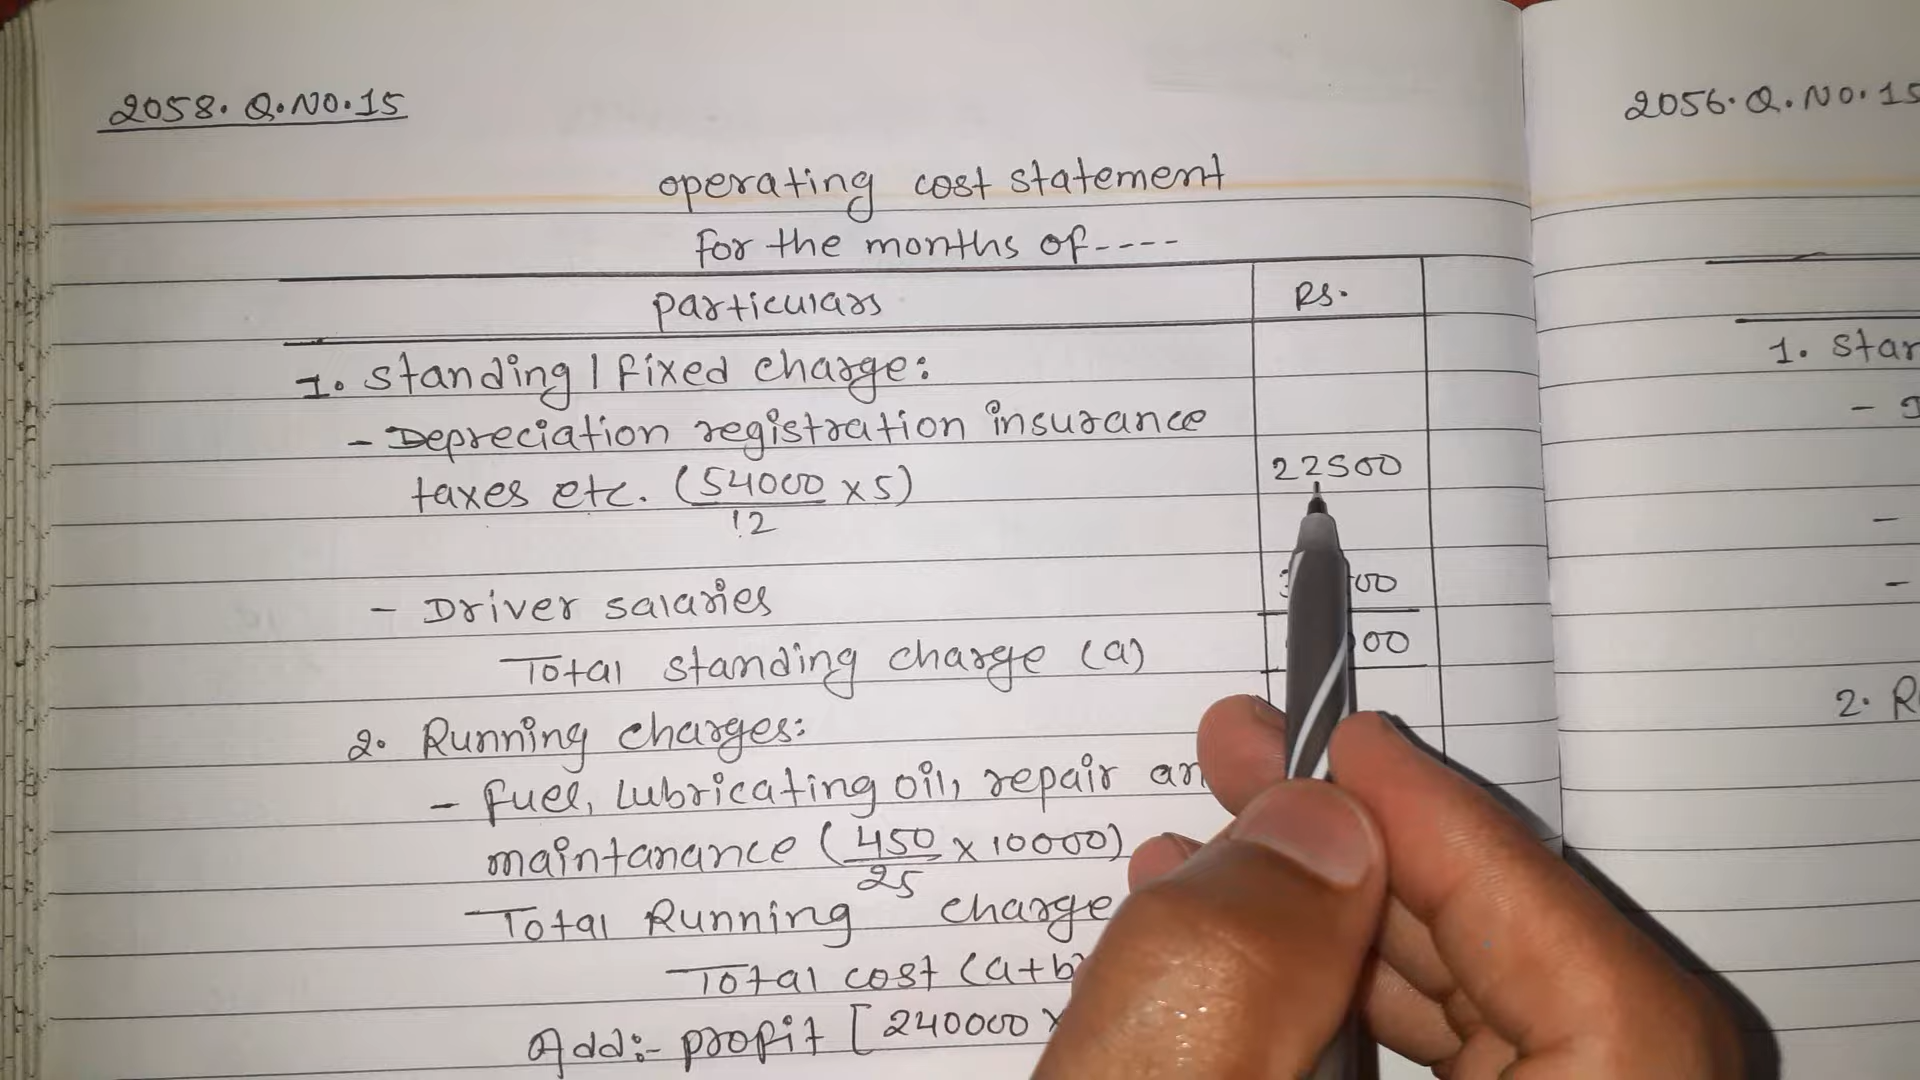 2058. Q.NO.15
operating cost statement
for the months of----
particulars Rs.
1. standing / fixed charge:
- Depreciation registration insurance
taxes etc. (54000 x 5) 22500
12
- Driver salaries
Total standing charge (a)
2. Running charges:
- fuel, lubricating oil, repair
maintanance (450 x 10000)
25
Total Running charge
Total cost (a+b)
Add:- profit [240000 x
2056. Q. NO. 15
1.
-
-
-
2.